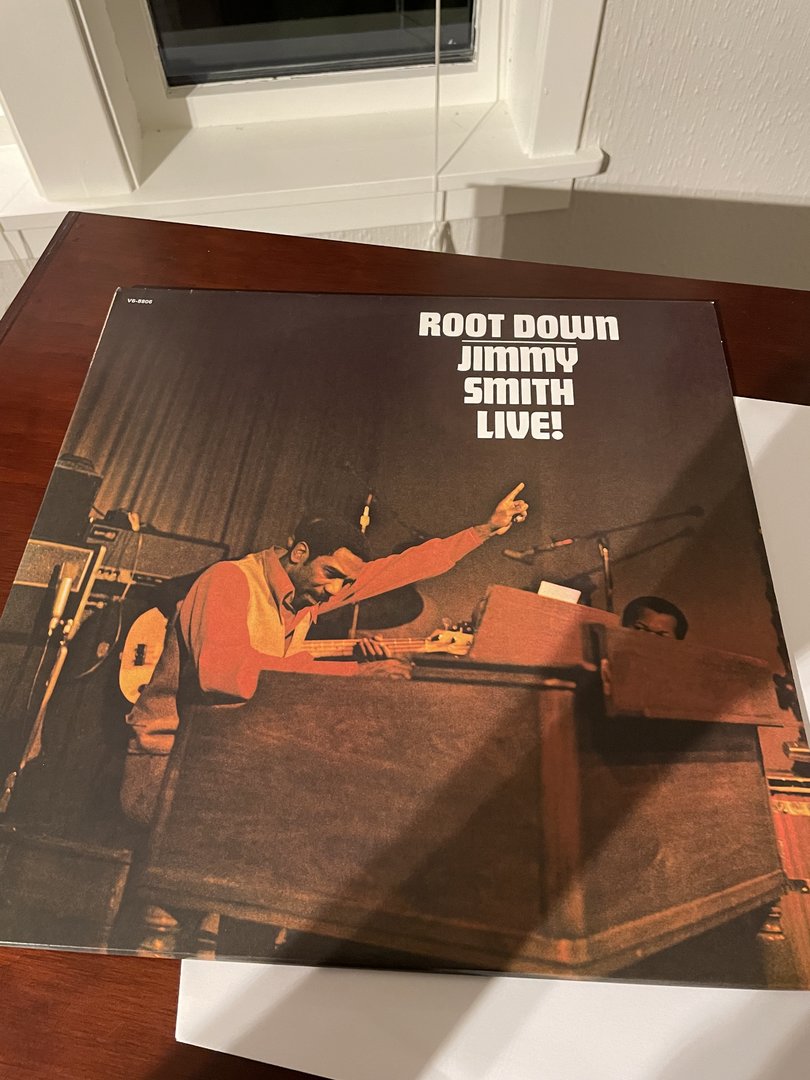 V6-8806
ROOT DOWN
JIMMY
SMITH
LIVE!